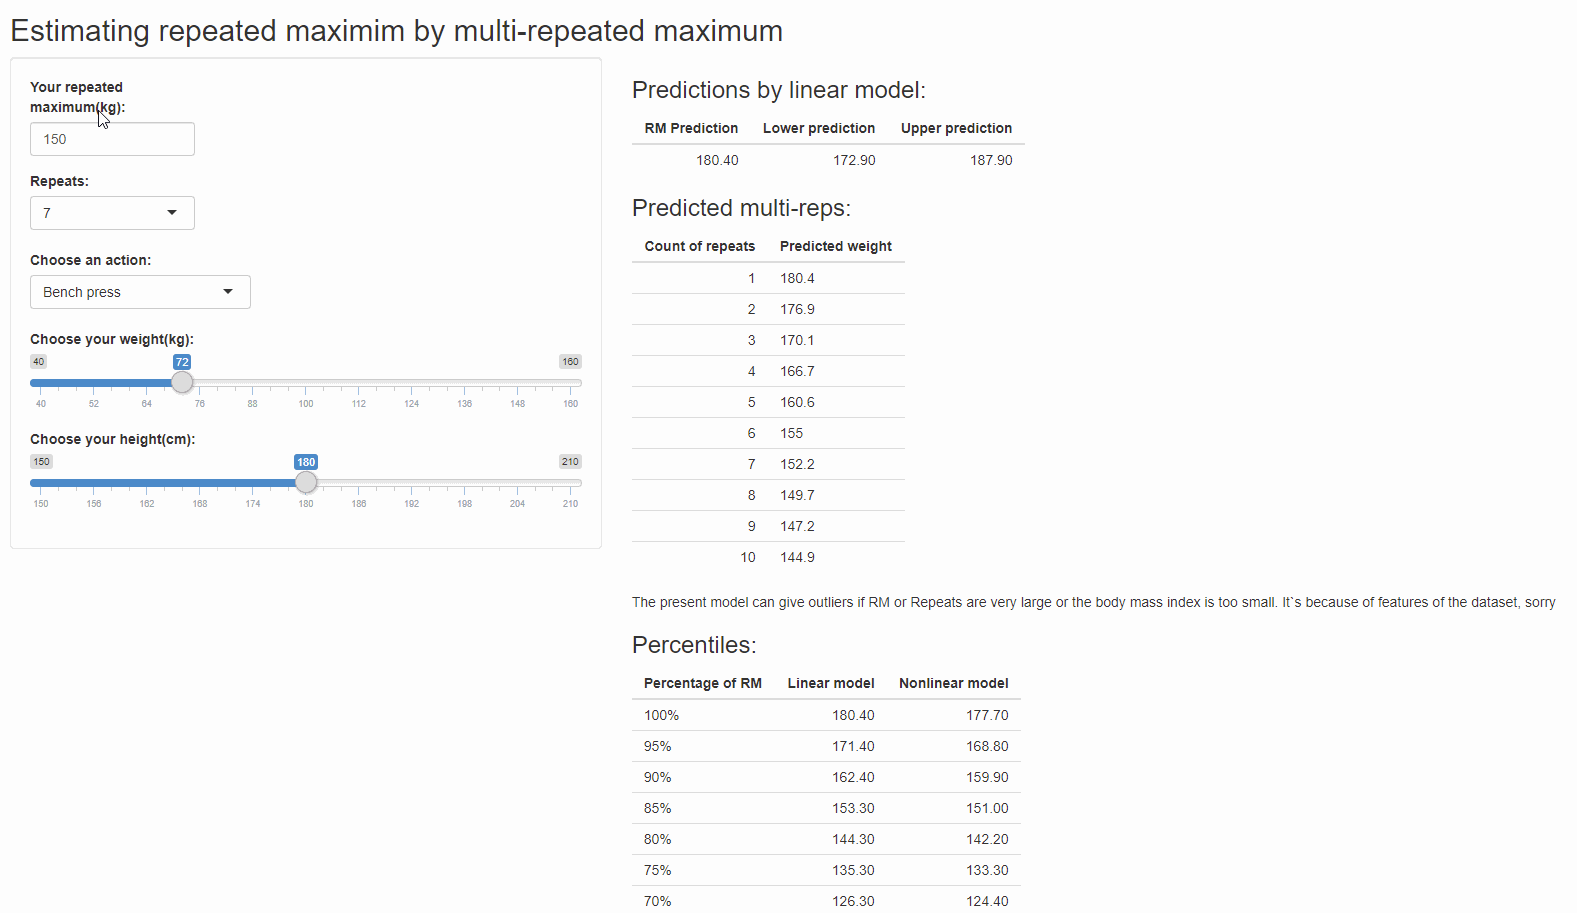 Estimating repeated maximim by multi-repeated maximum
Your repeated
maximum(kg):
150
Repeats:
7
Choose an action:
Bench press
Choose your weight(kg):
40 72 160
40 52 64 76 88 100 112 124 136 148 160
Choose your height(cm):
150 180 210
150 156 162 168 174 180 186 192 198 204 210
Predictions by linear model:
RM Prediction Lower prediction Upper prediction
180.40 172.90 187.90
Predicted multi-reps:
Count of repeats Predicted weight
1 180.4
2 176.9
3 170.1
4 166.7
5 160.6
6 155
7 152.2
8 149.7
9 147.2
10 144.9
The present model can give outliers if RM or Repeats are very large or the body mass index is too small. It`s because of features of the dataset, sorry
Percentiles:
Percentage of RM Linear model Nonlinear model
100% 180.40 177.70
95% 171.40 168.80
90% 162.40 159.90
85% 153.30 151.00
80% 144.30 142.20
75% 135.30 133.30
70% 126.30 124.40